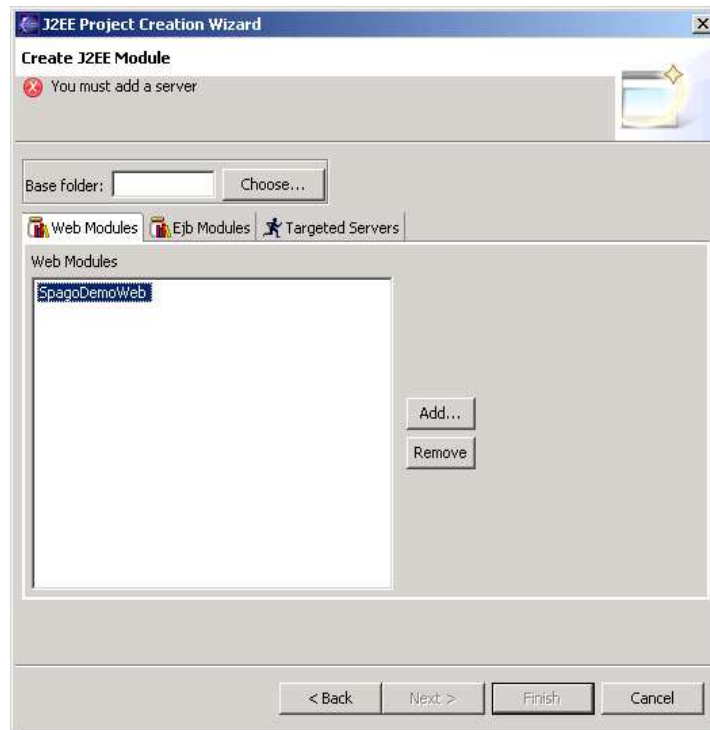 J2EE Project Creation Wizard
Create J2EE Module
You must add a server
Base folder: Choose...
Web Modules Ejb Modules Targeted Servers
Web Modules
SpagoDemoWeb
Add...
Remove
< Back Next > Finish Cancel